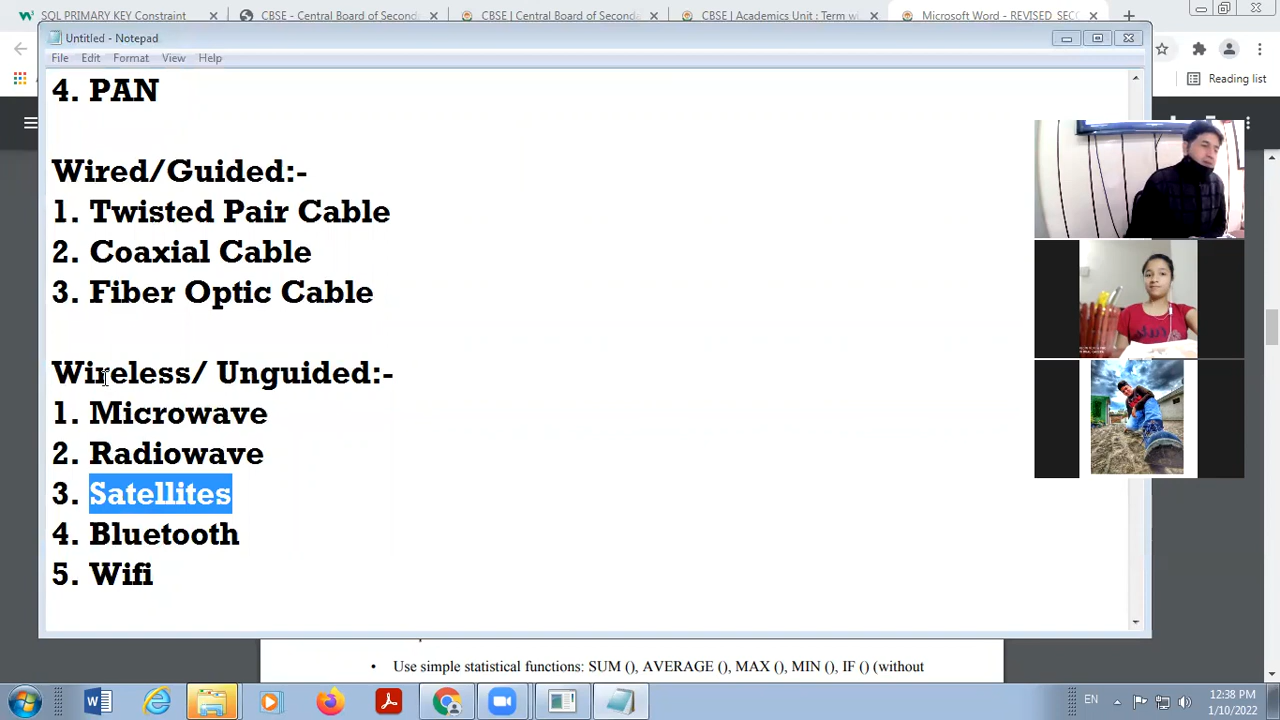 SQL PRIMARY KEY Constraint
CBSE - Central Board of Second
CBSE | Central Board of Seconda
CBSE | Academics Unit : Term w
Microsoft Word - REVISED_SEC
Untitled - Notepad
File Edit Format View Help
Reading list
4. PAN
Wired/Guided:-
1. Twisted Pair Cable
2. Coaxial Cable
3. Fiber Optic Cable
Wireless/ Unguided:-
1. Microwave
2. Radiowave
3. Satellites
4. Bluetooth
5. Wifi
• Use simple statistical functions: SUM (), AVERAGE (), MAX (), MIN (), IF () (without
EN
12:38 PM
1/10/2022